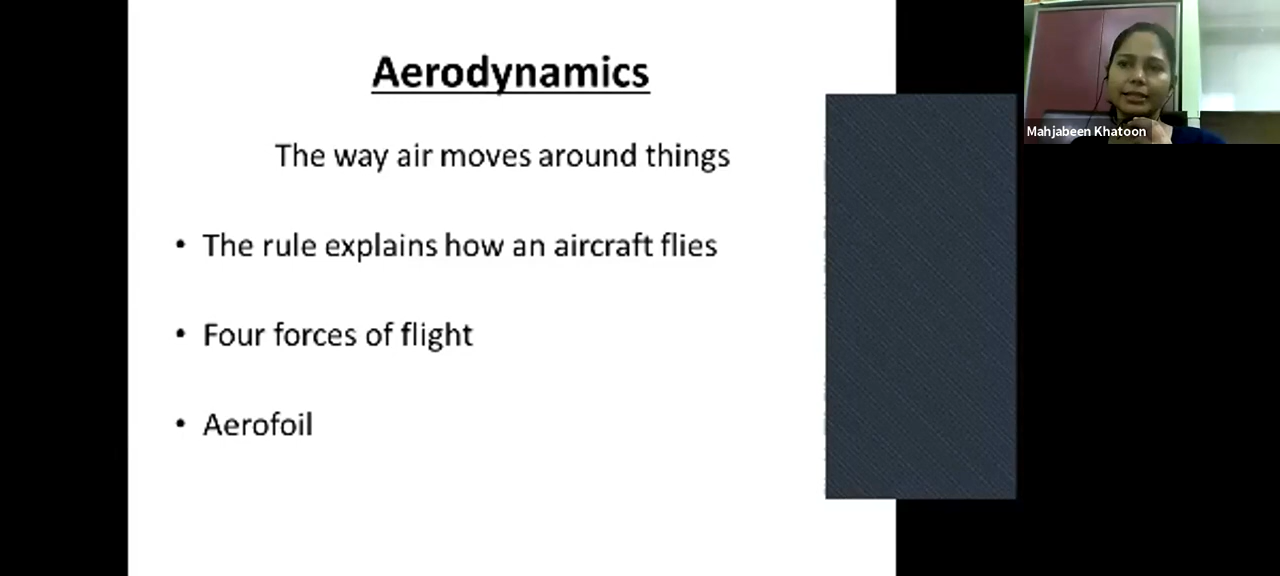 Aerodynamics
The way air moves around things
• The rule explains how an aircraft flies
• Four forces of flight
• Aerofoil
Mahjabeen Khatoon